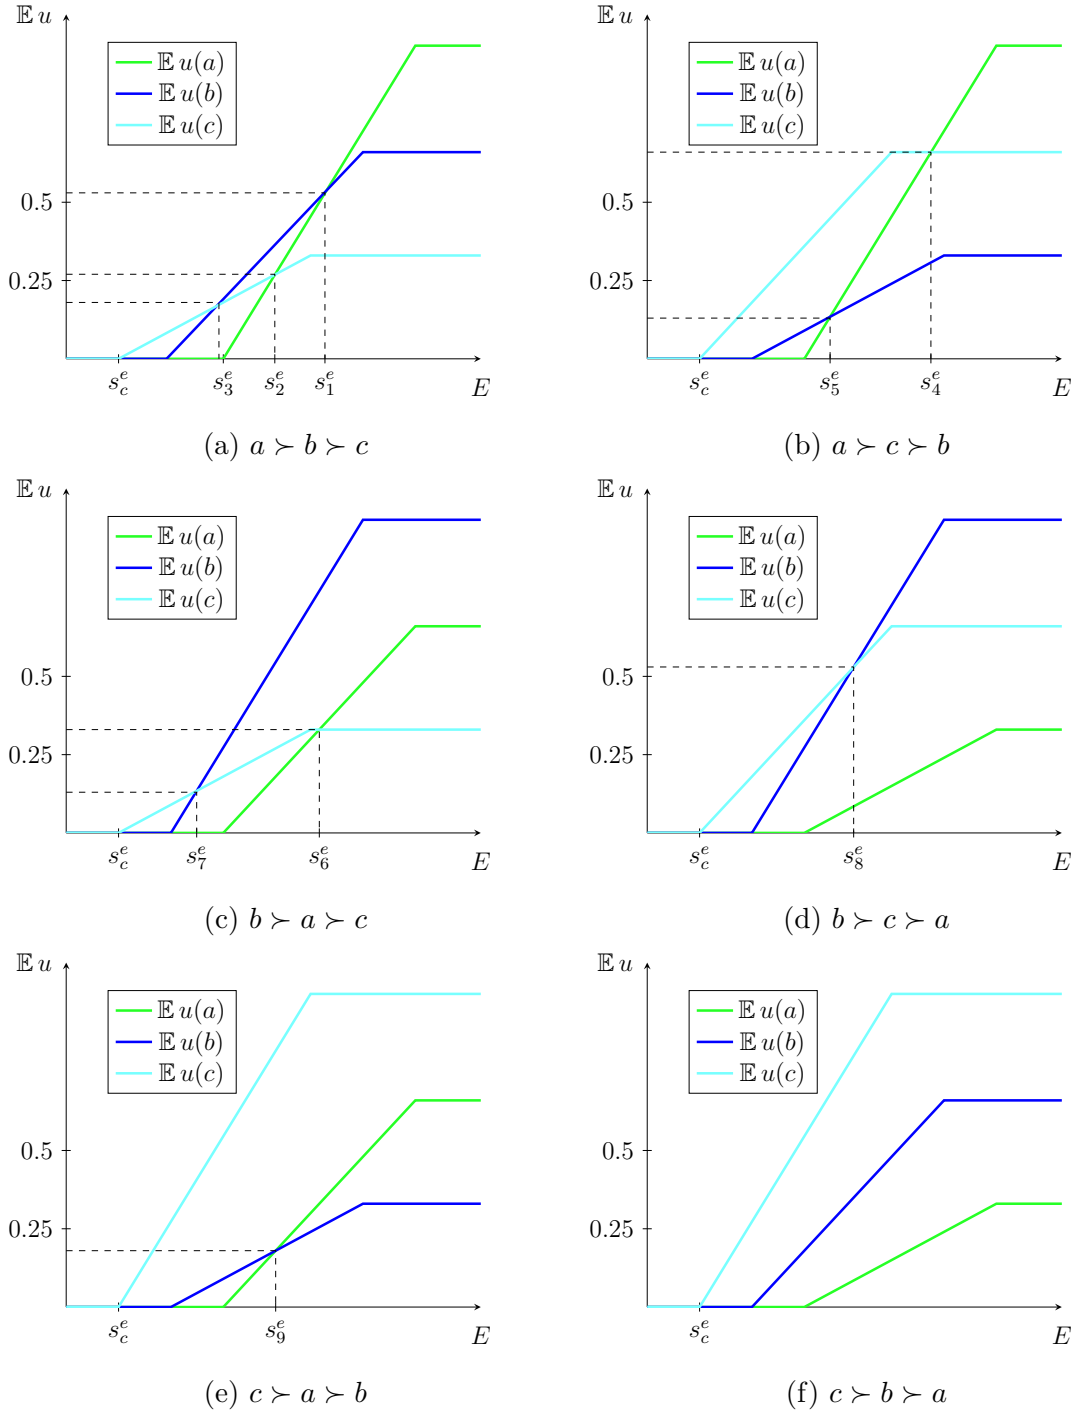 𝔼 u
𝔼 u(a)
𝔼 u(b)
𝔼 u(c)
0.5
0.25
s_c^e s_3^e s_2^e s_1^e E
(a) a ≻ b ≻ c
𝔼 u
𝔼 u(a)
𝔼 u(b)
𝔼 u(c)
0.5
0.25
s_c^e s_5^e s_4^e E
(b) a ≻ c ≻ b
𝔼 u
𝔼 u(a)
𝔼 u(b)
𝔼 u(c)
0.5
0.25
s_c^e s_7^e s_6^e E
(c) b ≻ a ≻ c
𝔼 u
𝔼 u(a)
𝔼 u(b)
𝔼 u(c)
0.5
0.25
s_c^e s_8^e E
(d) b ≻ c ≻ a
𝔼 u
𝔼 u(a)
𝔼 u(b)
𝔼 u(c)
0.5
0.25
s_c^e s_9^e E
(e) c ≻ a ≻ b
𝔼 u
𝔼 u(a)
𝔼 u(b)
𝔼 u(c)
0.5
0.25
s_c^e E
(f) c ≻ b ≻ a